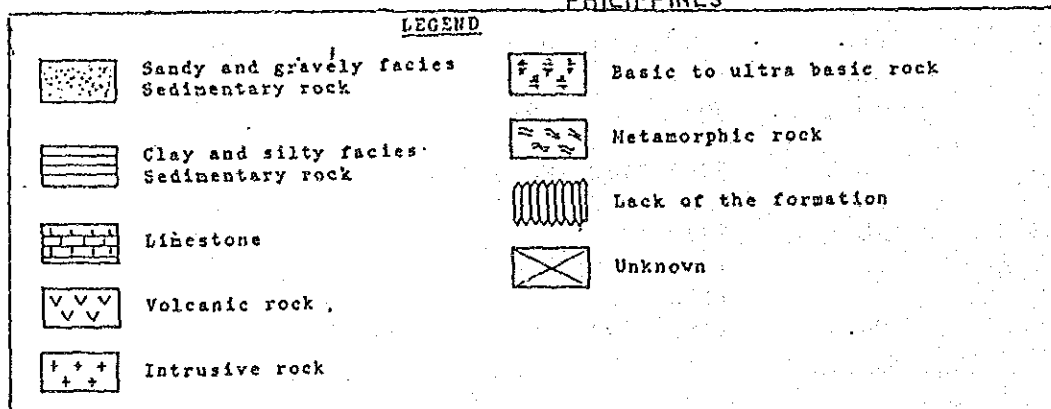 PHILIPPINES
LEGEND
Sandy and gravely facies
Sedimentary rock
Clay and silty facies
Sedimentary rock
Limestone
Volcanic rock
Intrusive rock
Basic to ultra basic rock
Metamorphic rock
Lack of the formation
Unknown